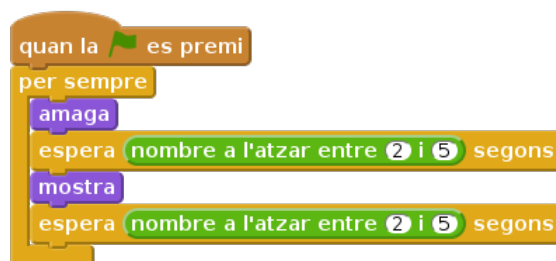 quan la es premi
per sempre
amaga
espera nombre a l'atzar entre 2 i 5 segons
mostra
espera nombre a l'atzar entre 2 i 5 segons